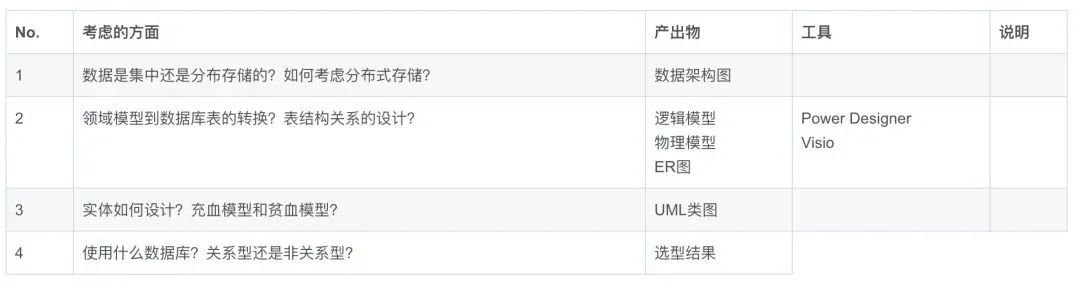 No. 考虑的方面 产出物 工具 说明
1 数据是集中还是分布存储的？如何考虑分布式存储？ 数据架构图
2 领域模型到数据库表的转换？表结构关系的设计？ 逻辑模型 Power Designer
物理模型 Visio
ER图
3 实体如何设计？充血模型和贫血模型？ UML类图
4 使用什么数据库？关系型还是非关系型？ 选型结果